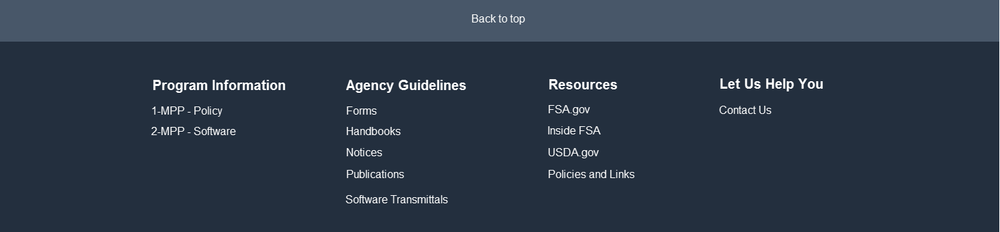 Back to top
Program Information
1-MPP - Policy
2-MPP - Software
Agency Guidelines
Forms
Handbooks
Notices
Publications
Software Transmittals
Resources
FSA.gov
Inside FSA
USDA.gov
Policies and Links
Let Us Help You
Contact Us